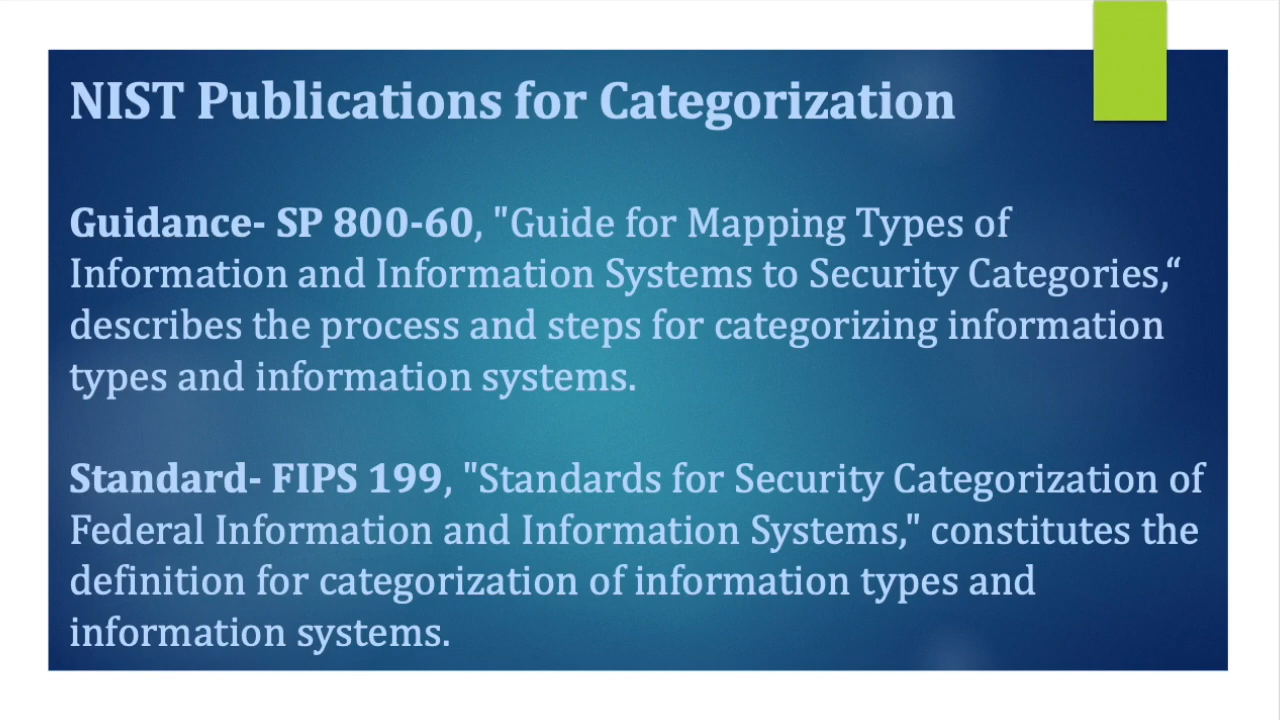 NIST Publications for Categorization
Guidance- SP 800-60, "Guide for Mapping Types of
Information and Information Systems to Security Categories,“
describes the process and steps for categorizing information
types and information systems.
Standard- FIPS 199, "Standards for Security Categorization of
Federal Information and Information Systems," constitutes the
definition for categorization of information types and
information systems.